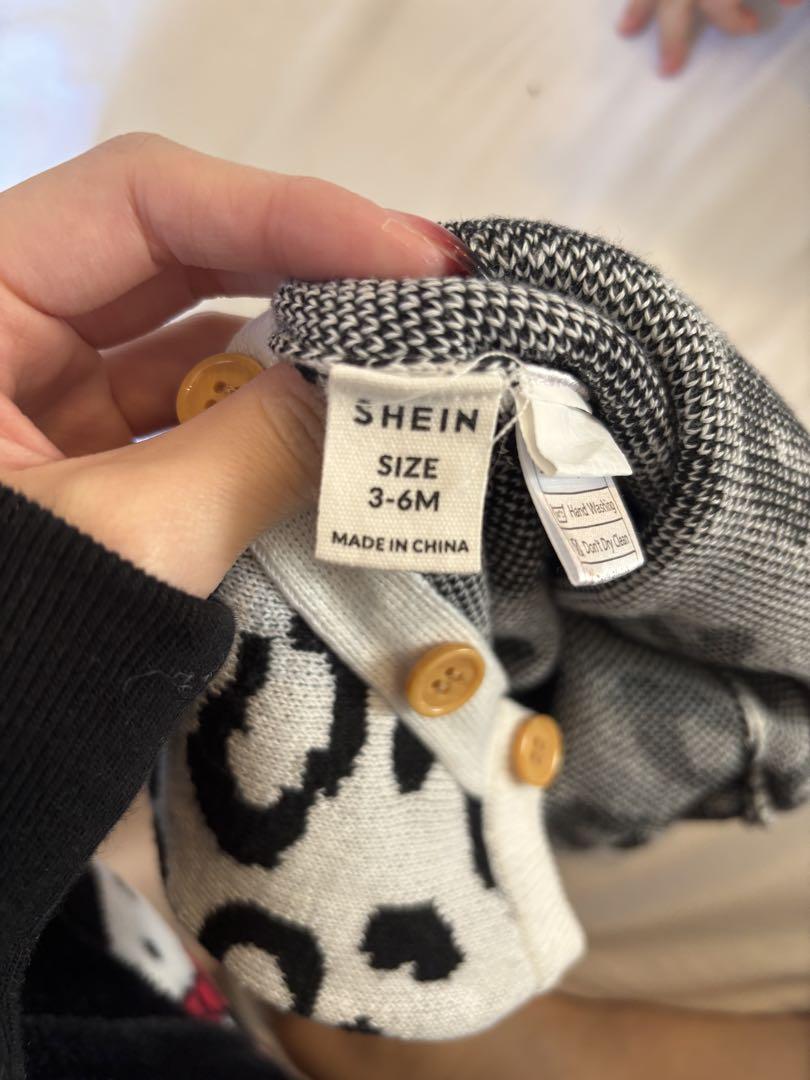 SHEIN
SIZE
3-6M
MADE IN CHINA
Hand Washing
Don't Dry Clean